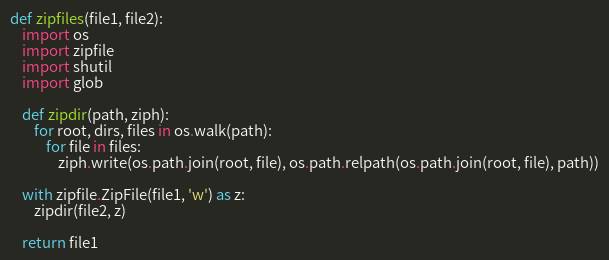 def zipfiles(file1, file2):
    import os
    import zipfile
    import shutil
    import glob

    def zipdir(path, ziph):
        for root, dirs, files in os.walk(path):
            for file in files:
                ziph.write(os.path.join(root, file), os.path.relpath(os.path.join(root, file), path))

    with zipfile.ZipFile(file1, 'w') as z:
        zipdir(file2, z)

    return file1